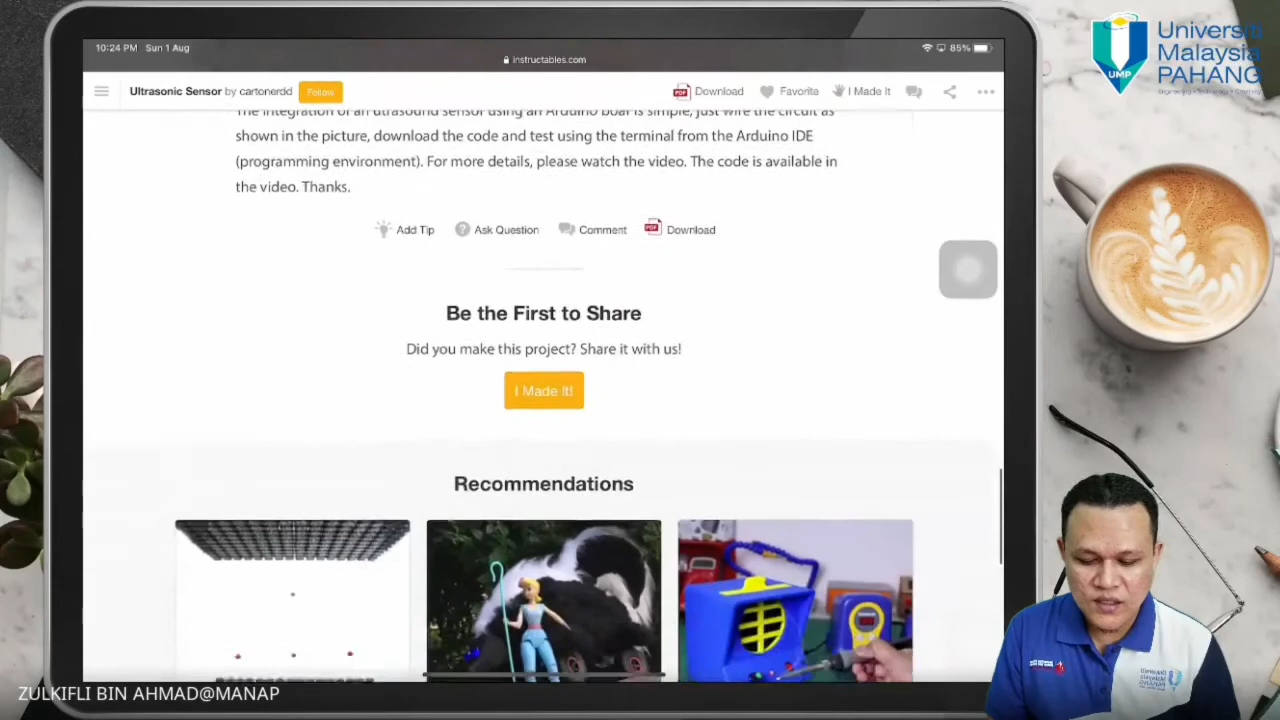 10:24 PM Sun 1 Aug
85%
instructables.com
Ultrasonic Sensor by cartonerdd
Follow
Download
Favorite
I Made It
The integration of an ultrasound sensor using an Arduino boar is simple, just wire the circuit as
shown in the picture, download the code and test using the terminal from the Arduino IDE
(programming environment). For more details, please watch the video. The code is available in
the video. Thanks.
Add Tip
Ask Question
Comment
Download
Be the First to Share
Did you make this project? Share it with us!
I Made It!
Recommendations
Universiti
Malaysia
PAHANG
UMP
ZULKIFLI BIN AHMAD@MANAP